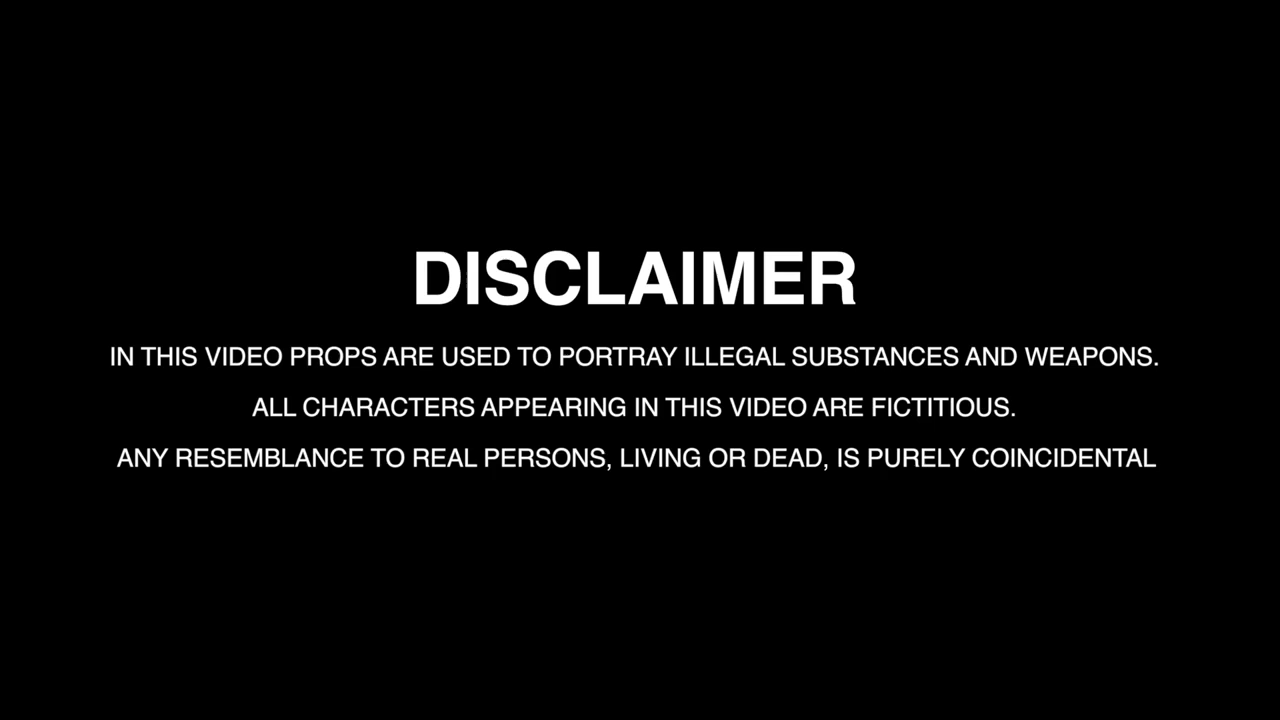 DISCLAIMER
IN THIS VIDEO PROPS ARE USED TO PORTRAY ILLEGAL SUBSTANCES AND WEAPONS.
ALL CHARACTERS APPEARING IN THIS VIDEO ARE FICTITIOUS.
ANY RESEMBLANCE TO REAL PERSONS, LIVING OR DEAD, IS PURELY COINCIDENTAL